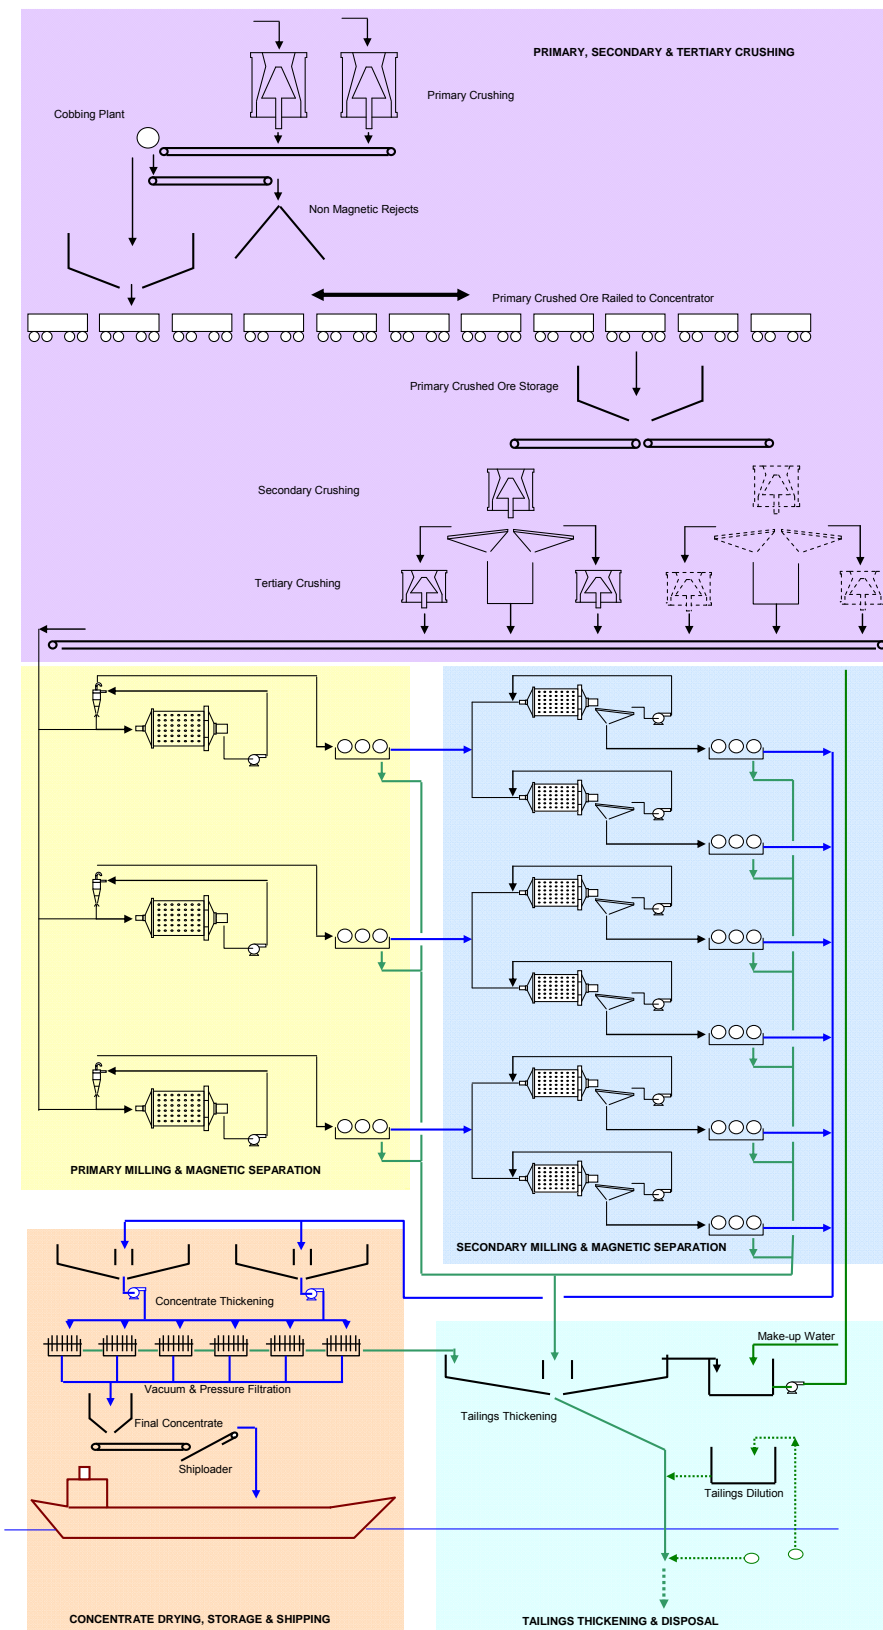 PRIMARY, SECONDARY & TERTIARY CRUSHING
Primary Crushing
Cobbing Plant
Non Magnetic Rejects
Primary Crushed Ore Railed to Concentrator
Primary Crushed Ore Storage
Secondary Crushing
Tertiary Crushing
PRIMARY MILLING & MAGNETIC SEPARATION
SECONDARY MILLING & MAGNETIC SEPARATION
Concentrate Thickening
Make-up Water
Vacuum & Pressure Filtration
Tailings Thickening
Final Concentrate
Shiploader
Tailings Dilution
CONCENTRATE DRYING, STORAGE & SHIPPING
TAILINGS THICKENING & DISPOSAL